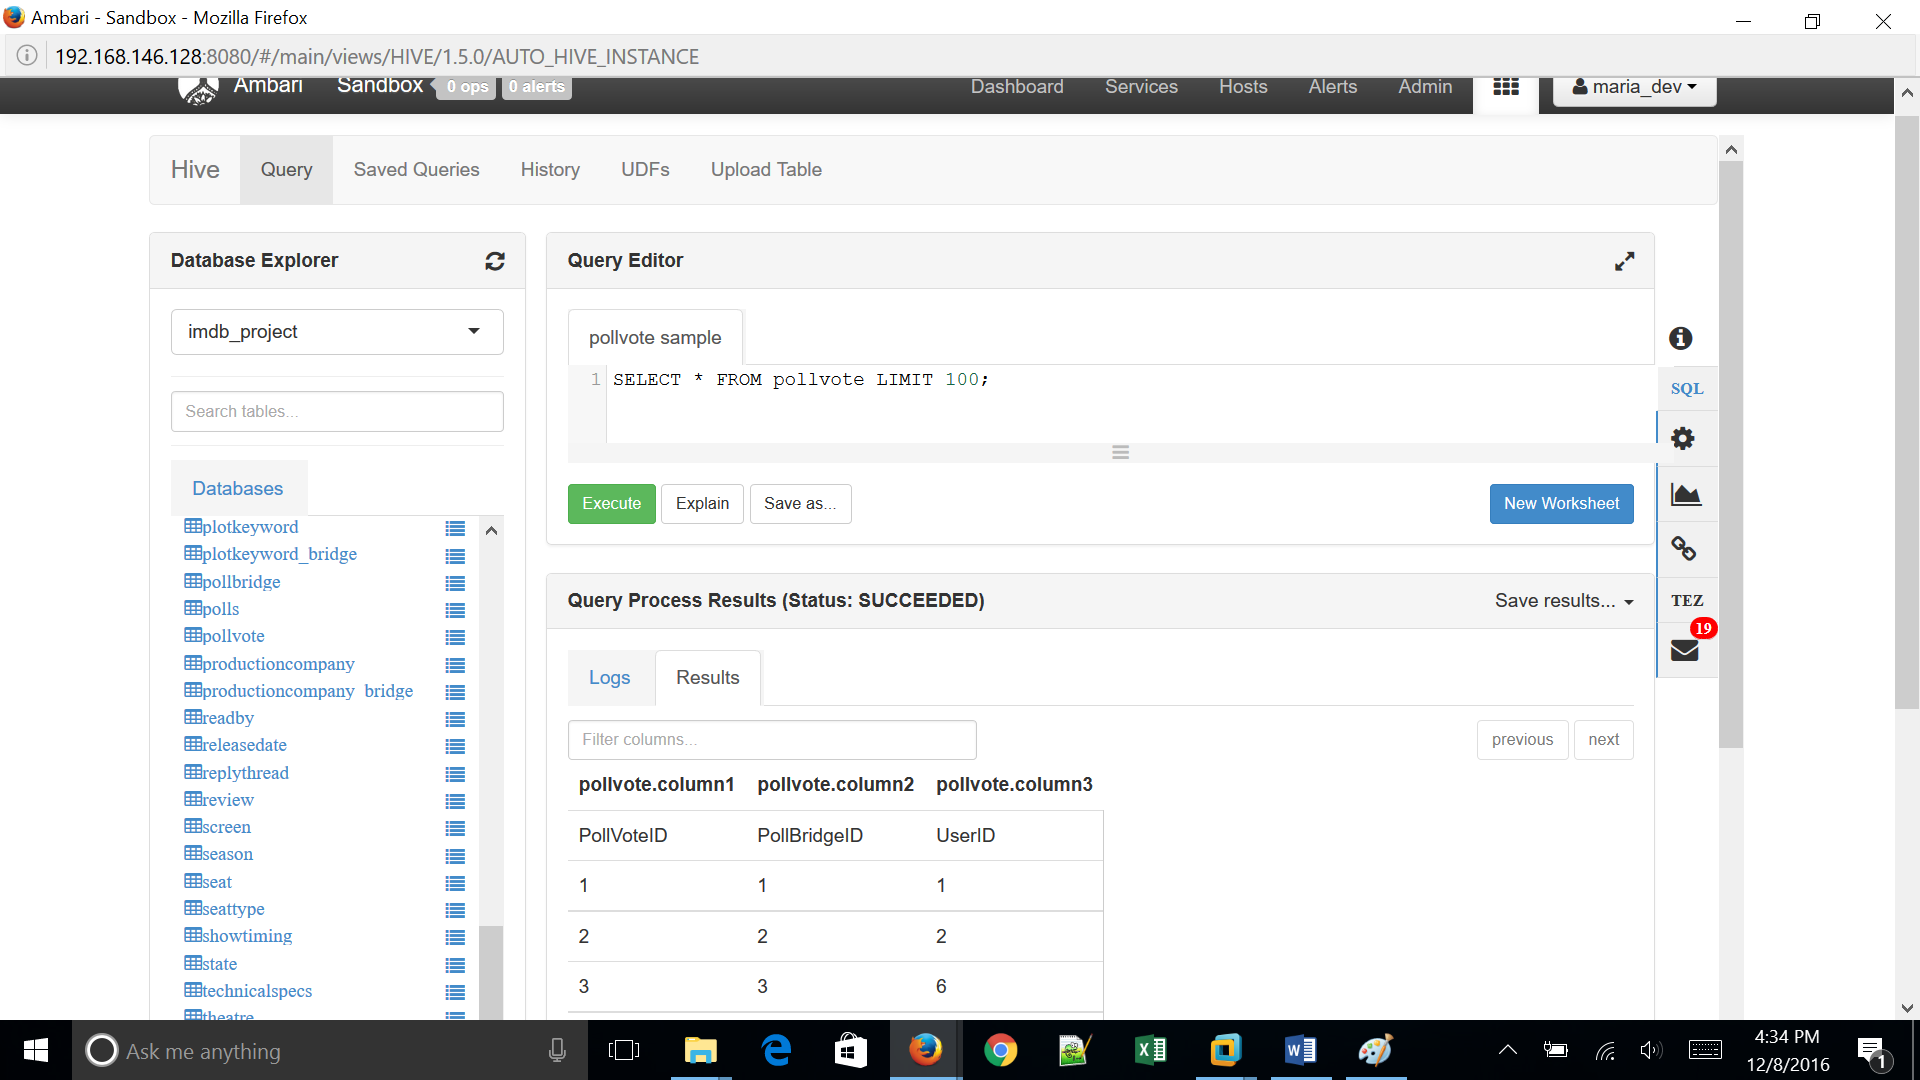 Ambari - Sandbox - Mozilla Firefox
192.168.146.128:8080/#/main/views/HIVE/1.5.0/AUTO_HIVE_INSTANCE
Ambari Sandbox 0 ops 0 alerts Dashboard Services Hosts Alerts Admin maria_dev
Hive Query Saved Queries History UDFs Upload Table
Database Explorer
imdb_project
Search tables...
Databases
plotkeyword
plotkeyword_bridge
pollbridge
polls
pollvote
productioncompany
productioncompany_bridge
readby
releasedate
replythread
review
screen
season
seat
seattype
showtiming
state
technicalspecs
theatre
Query Editor
pollvote sample
1 SELECT * FROM pollvote LIMIT 100;
Execute Explain Save as... New Worksheet
SQL
TEZ
19
Query Process Results (Status: SUCCEEDED) Save results...
Logs Results
Filter columns... previous next
pollvote.column1 pollvote.column2 pollvote.column3
PollVoteID PollBridgeID UserID
1 1 1
2 2 2
3 3 6
Ask me anything
4:34 PM
12/8/2016
1